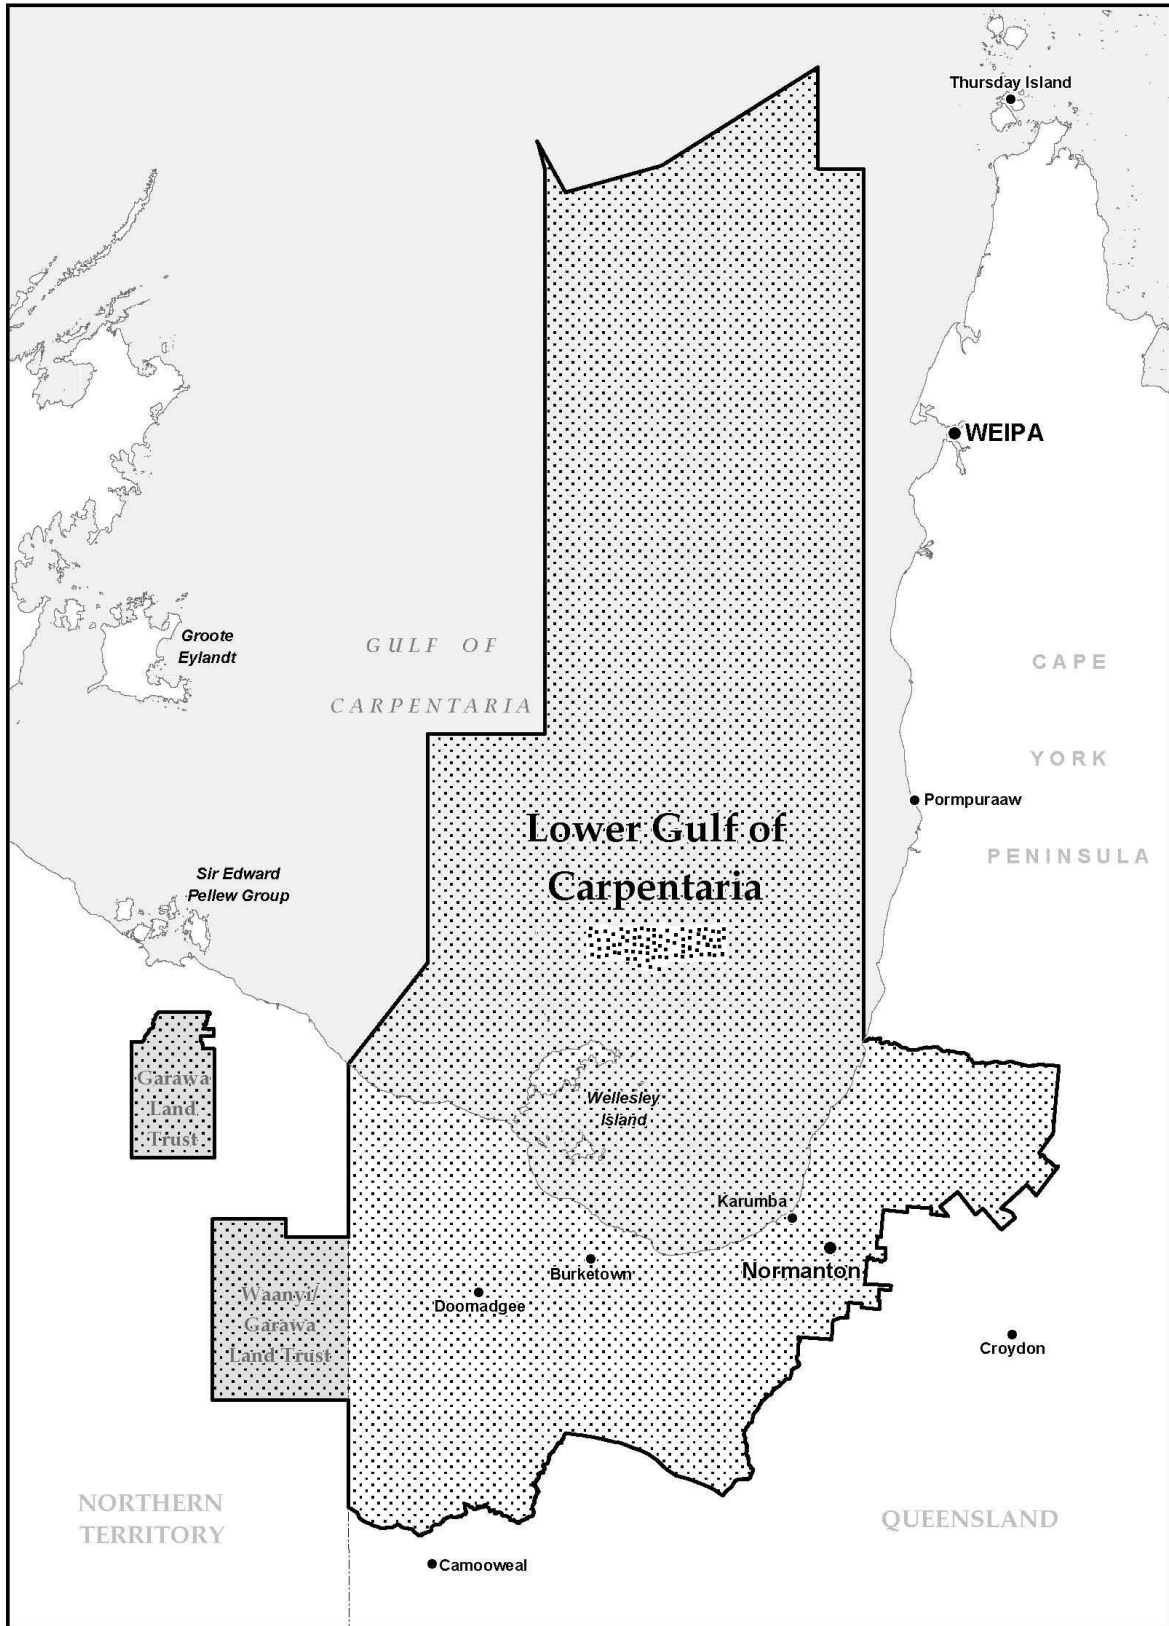 Thursday Island
WEIPA
Groote
Eylandt
GULF OF
CARPENTARIA
CAPE
YORK
PENINSULA
Pormpuraaw
Lower Gulf of
Carpentaria
Sir Edward
Pellew Group
Garawa
Land
Trust
Wellesley
Island
Karumba
Normanton
Burketown
Doomadgee
Waanyi/
Garawa
Land Trust
Croydon
NORTHERN
TERRITORY
QUEENSLAND
Camooweal